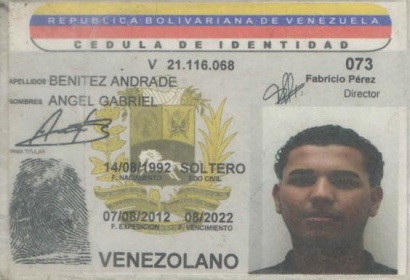 REPUBLICA BOLIVARIANA DE VENEZUELA
CEDULA DE IDENTIDAD
V 21.116.068 073
APELLIDOS BENITEZ ANDRADE Fabricio Pérez
Director
NOMBRES ANGEL GABRIEL
FIRMA TITULAR
14/08/1992 SOLTERO
F. NACIMIENTO EDO CIVIL
07/08/2012 08/2022
F. EXPEDICION F. VENCIMIENTO
VENEZOLANO